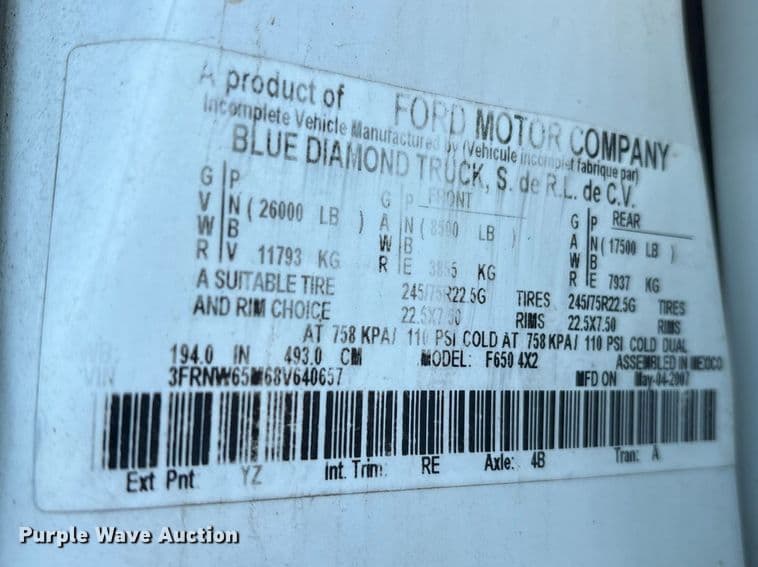 A product of FORD MOTOR COMPANY
Incomplete Vehicle Manufactured by (Vehicule incomplet fabrique par)
BLUE DIAMOND TRUCK, S. de R.L. de C.V.
G P G P FRONT G P REAR
V N ( 26000 LB ) A N ( 8500 LB ) A N ( 17500 LB )
W B W B W B
R V 11793 KG R E 3855 KG R E 7937 KG
A SUITABLE TIRE 245/75R22.5G TIRES 245/75R22.5G TIRES
AND RIM CHOICE 22.5X7.50 RIMS 22.5X7.50 RIMS
AT 758 KPA/ 110 PSI COLD AT 758 KPA/ 110 PSI COLD DUAL
194.0 IN 493.0 CM MODEL: F650 4X2 ASSEMBLED IN MEXICO
VIN 3FRNW65M68V640657 MFD ON May-04-2007
Ext Pnt YZ Int. Trim: RE Axle: 4B Tran: A
Purple Wave Auction